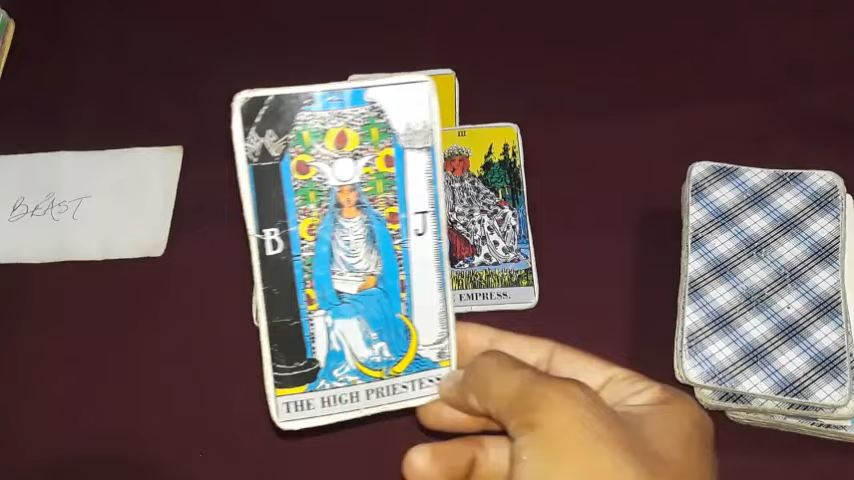 BEAST
III
B
J
THE HIGH PRIESTESS
EMPRESS.